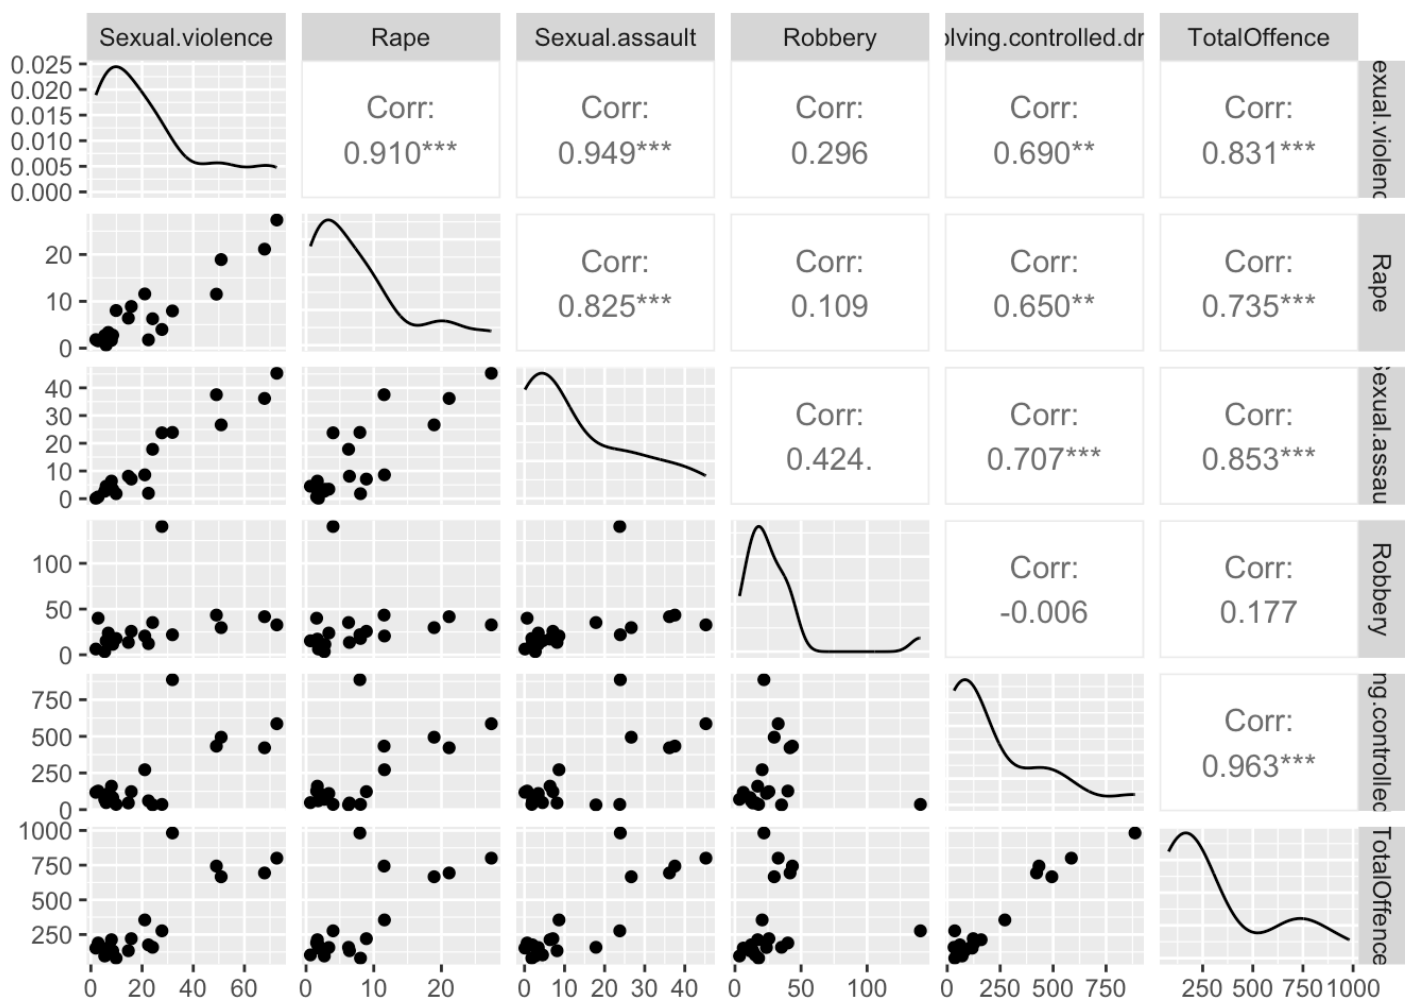 Sexual.violence Rape Sexual.assault Robbery olving.controlled.dr TotalOffence
0.025
0.020
0.015
0.010
0.005
0.000
Corr:
0.910***
Corr:
0.949***
Corr:
0.296
Corr:
0.690**
Corr:
0.831***
exual.violenc
20
10
0
Corr:
0.825***
Corr:
0.109
Corr:
0.650**
Corr:
0.735***
Rape
40
30
20
10
0
Corr:
0.424.
Corr:
0.707***
Corr:
0.853***
Sexual.assau
100
50
0
Corr:
-0.006
Corr:
0.177
Robbery
750
500
250
0
Corr:
0.963***
ng.controlled
1000
750
500
250
TotalOffence
0 20 40 60
0 10 20
0 10 20 30 40
0 50 100
0 250 500 750
250 500 750 1000